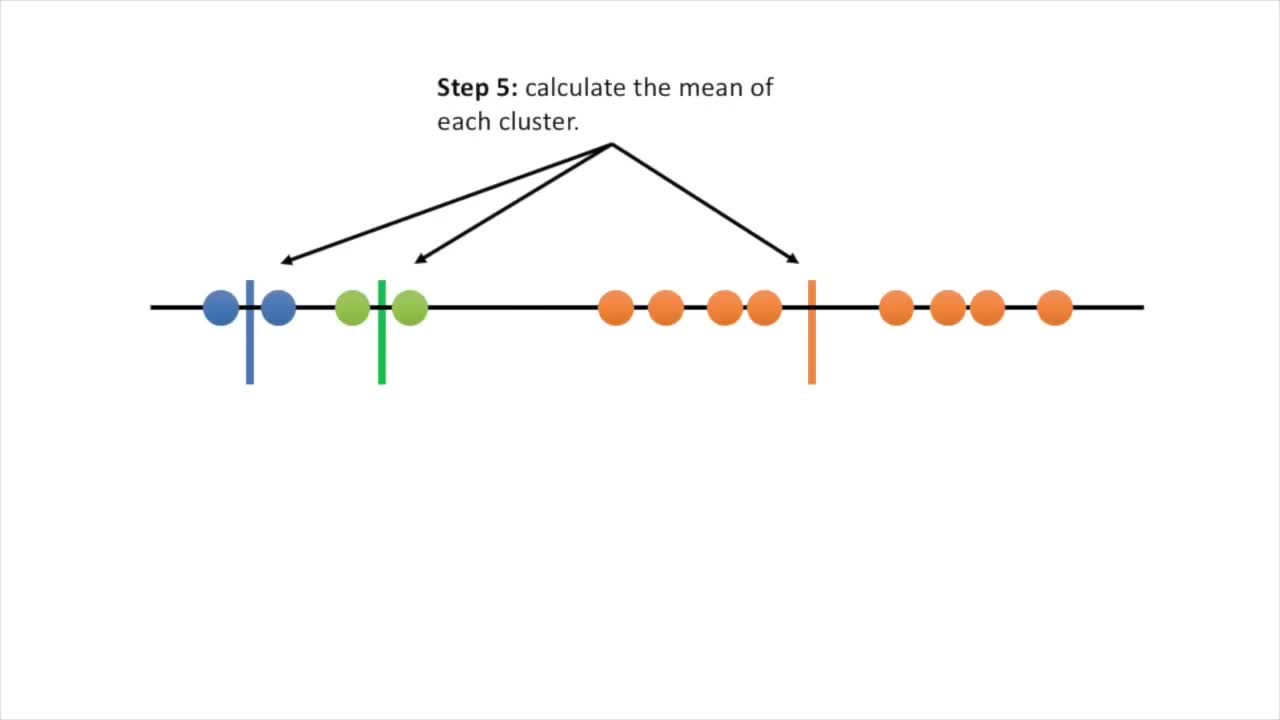 Step 5: calculate the mean of
each cluster.